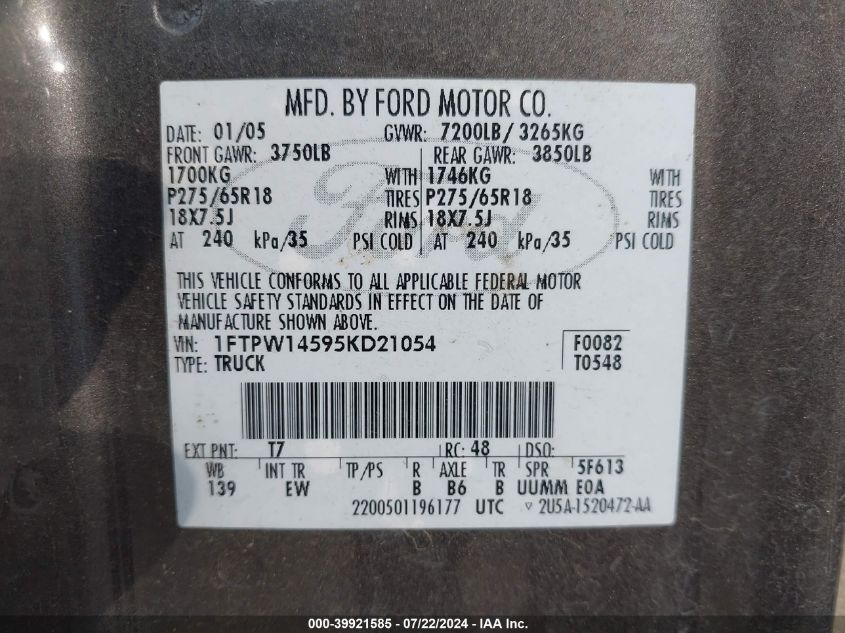 MFD. BY FORD MOTOR CO.
DATE: 01/05 GVWR: 7200LB/ 3265KG
FRONT GAWR: 3750LB REAR GAWR: 3850LB
1700KG WITH 1746KG WITH
P275/65R18 TIRES P275/65R18 TIRES
18X7.5J RIMS 18X7.5J RIMS
AT 240 kPa/35 PSI COLD AT 240 kPa/35 PSI COLD
Ford
THIS VEHICLE CONFORMS TO ALL APPLICABLE FEDERAL MOTOR
VEHICLE SAFETY STANDARDS IN EFFECT ON THE DATE OF
MANUFACTURE SHOWN ABOVE.
VIN: 1FTPW14595KD21054 F0082
TYPE: TRUCK T0548
EXT PNT: T7 RC: 48 DSO:
WB INT TR TP/PS R AXLE TR SPR 5F613
139 EW B B6 B UUMM E0A
2200501196177 UTC ▽ 2U5A-1520472-AA
000-39921585 / 07/22/2024 - IAA Inc.